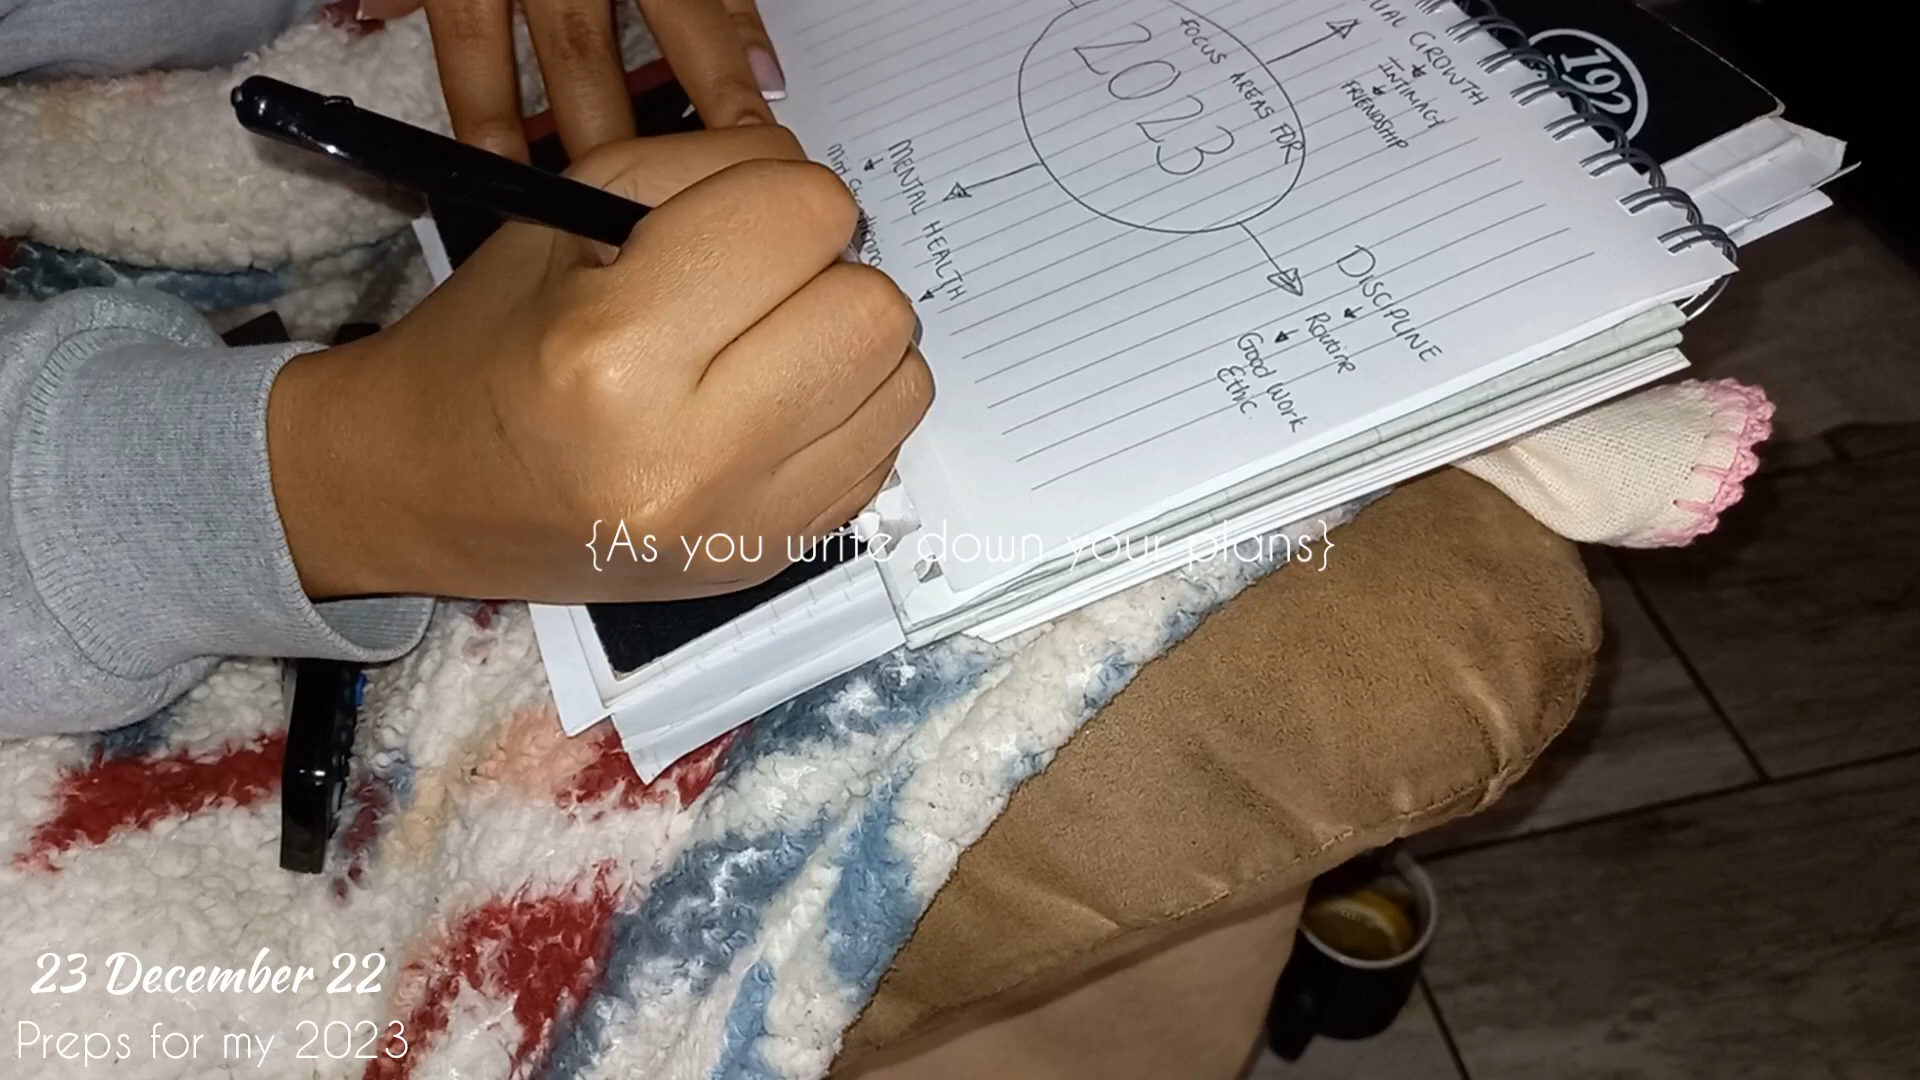 FOCUS AREAS FOR
2023
GROWTH
INTIMACY
FRIENDSHIP
DISCIPLINE
Routine
Good Work
Ethic
MENTAL HEALTH
192
{As you write down your plans}
23 December 22
Preps for my 2023